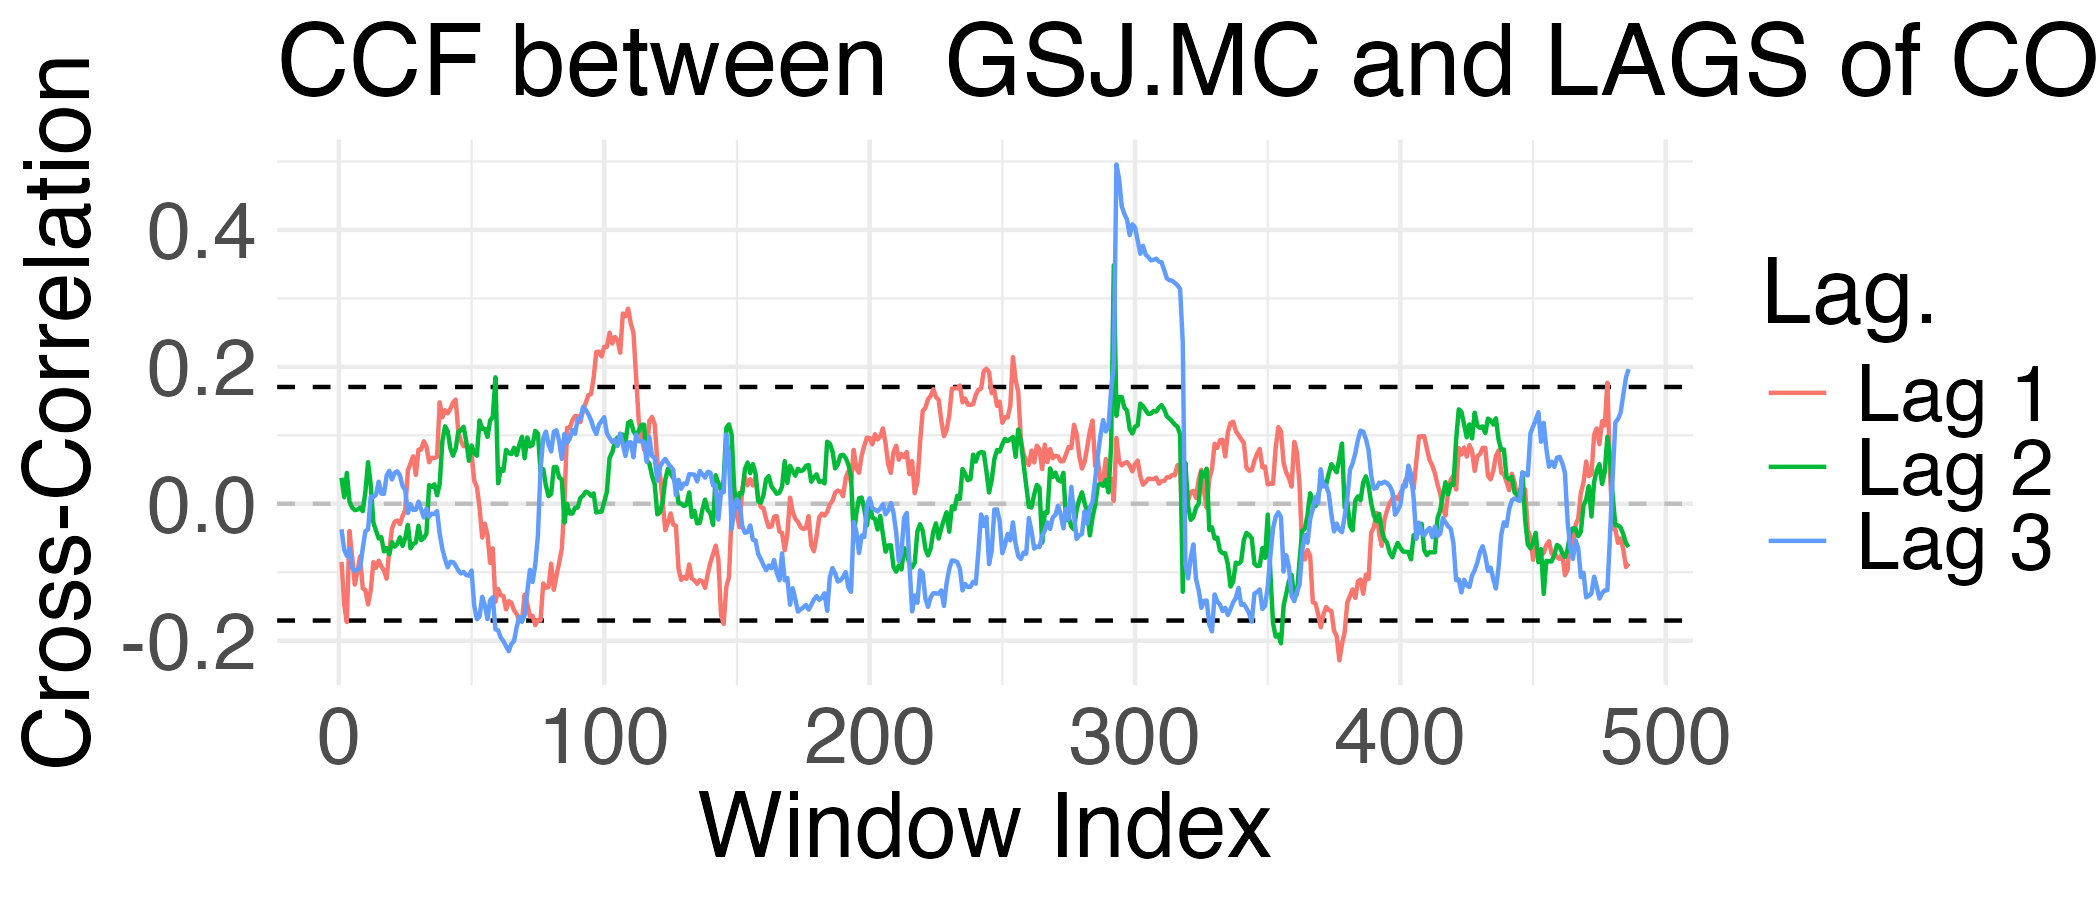 CCF between  GSJ.MC and LAGS of CO
Cross-Correlation
0.4
0.2
0.0
-0.2
0 100 200 300 400 500
Window Index
Lag.
Lag 1
Lag 2
Lag 3